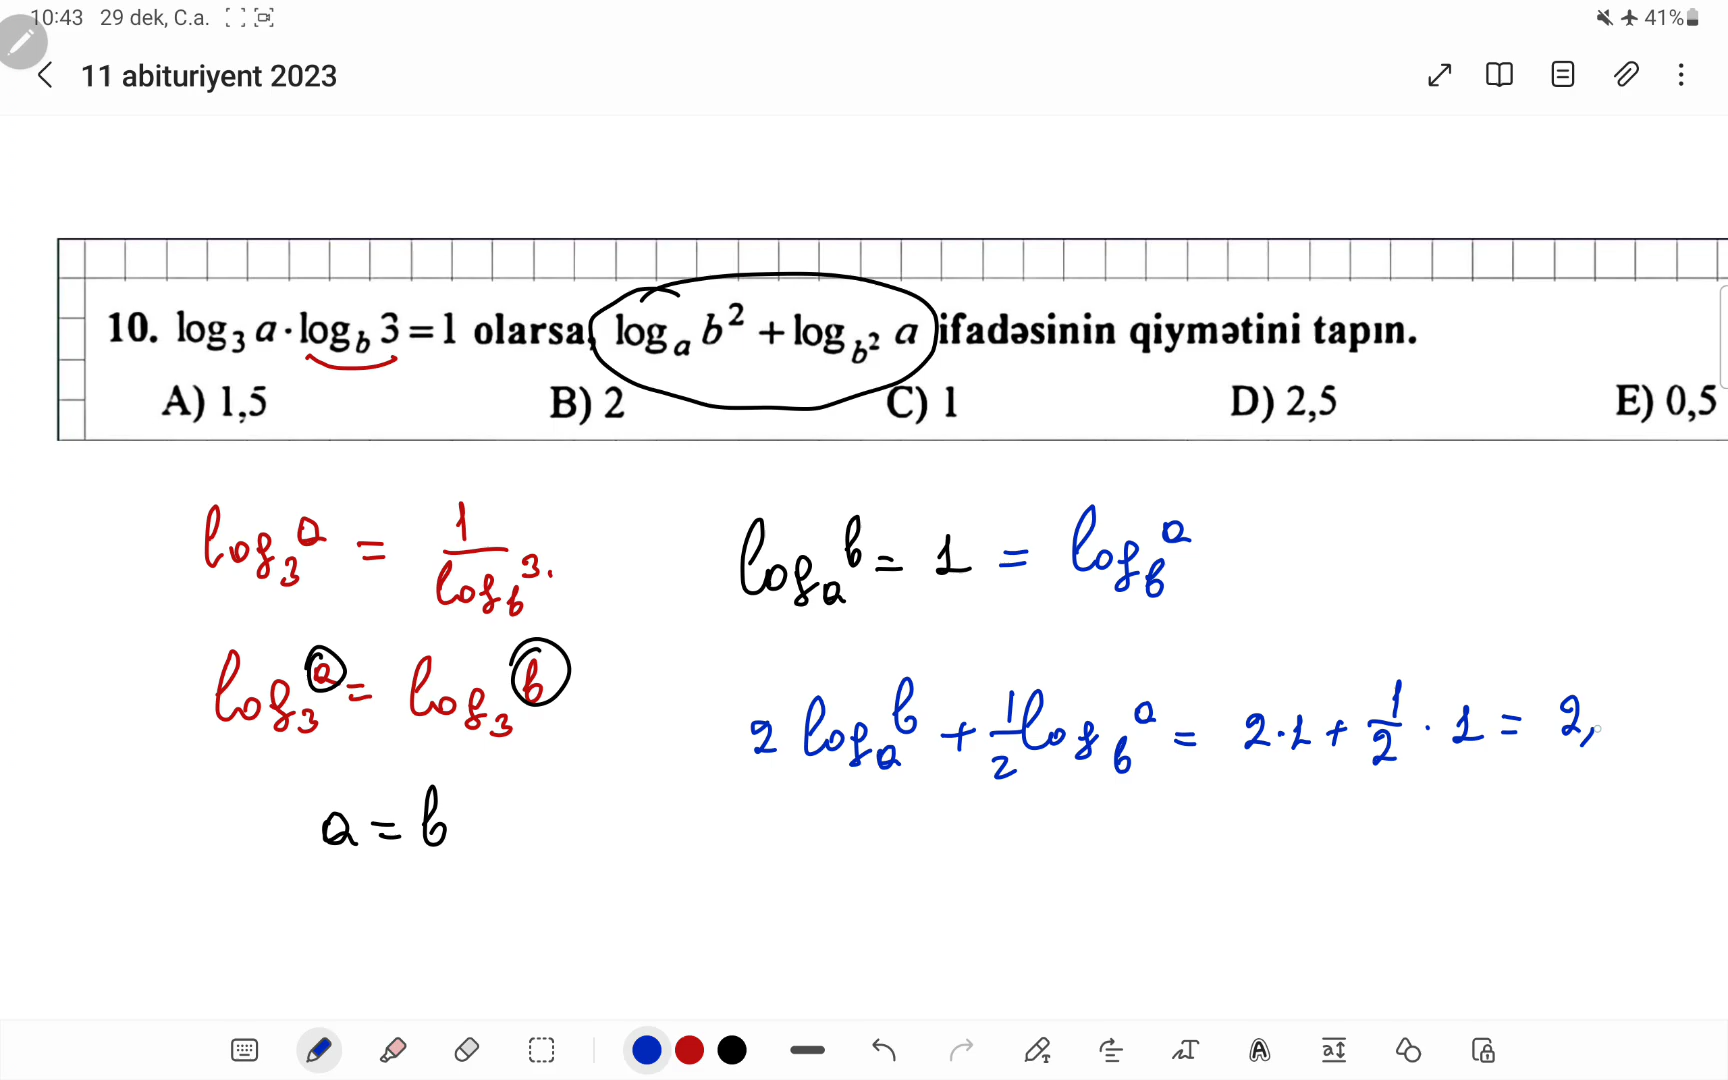 10:43 29 dek, C.a. 41%
11 abituriyent 2023
10. log₃ a · log_b 3 = 1 olarsa, log_a b² + log_{b²} a ifadəsinin qiymətini tapın.
A) 1,5 B) 2 C) 1 D) 2,5 E) 0,5
log₃ a = 1/log_b 3.
log_a b = 1 = log_b a
log₃ a = log₃ b
2 log_a b + 1/2 log_b a = 2·1 + 1/2 · 1 = 2,
a = b